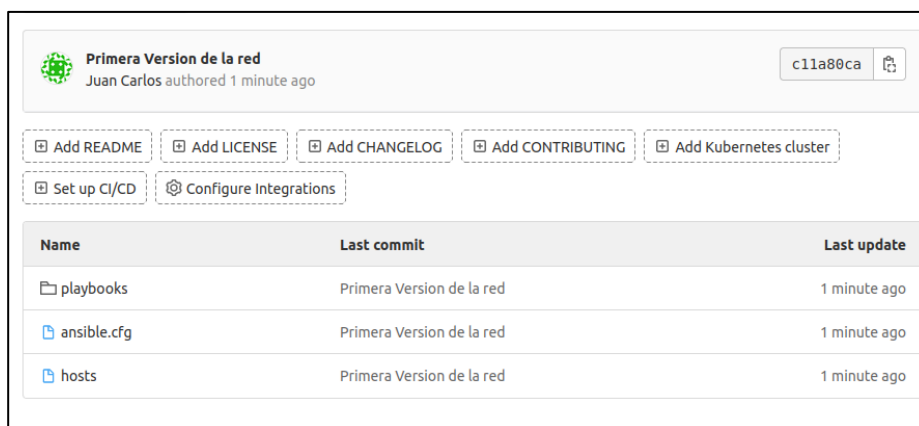 Primera Version de la red
Juan Carlos authored 1 minute ago
c11a80ca
Add README Add LICENSE Add CHANGELOG Add CONTRIBUTING Add Kubernetes cluster
Set up CI/CD Configure Integrations
Name Last commit Last update
playbooks Primera Version de la red 1 minute ago
ansible.cfg Primera Version de la red 1 minute ago
hosts Primera Version de la red 1 minute ago